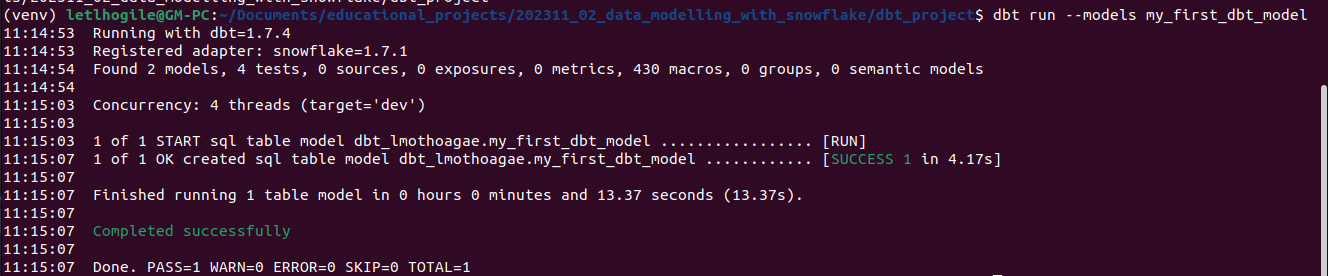 ts/202311_02_data_modelling_with_snowflake/dbt_project
(venv) letlhogile@GM-PC:~/Documents/educational_projects/202311_02_data_modelling_with_snowflake/dbt_project$ dbt run --models my_first_dbt_model
11:14:53  Running with dbt=1.7.4
11:14:53  Registered adapter: snowflake=1.7.1
11:14:54  Found 2 models, 4 tests, 0 sources, 0 exposures, 0 metrics, 430 macros, 0 groups, 0 semantic models
11:14:54
11:15:03  Concurrency: 4 threads (target='dev')
11:15:03
11:15:03  1 of 1 START sql table model dbt_lmothoagae.my_first_dbt_model ................. [RUN]
11:15:07  1 of 1 OK created sql table model dbt_lmothoagae.my_first_dbt_model ............ [SUCCESS 1 in 4.17s]
11:15:07
11:15:07  Finished running 1 table model in 0 hours 0 minutes and 13.37 seconds (13.37s).
11:15:07
11:15:07  Completed successfully
11:15:07
11:15:07  Done. PASS=1 WARN=0 ERROR=0 SKIP=0 TOTAL=1